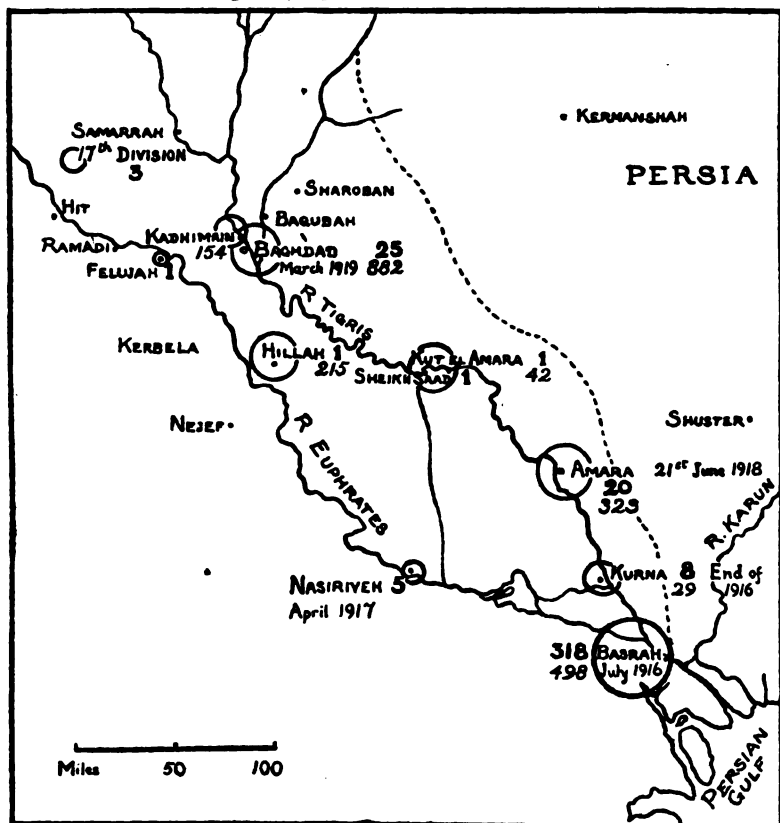 KERMANSHAH
SAMARRAH
17th DIVISION
3
PERSIA
SHAROBAN
HIT
BAQUBAH
KADHIMAIN
154
RAMADI
BAGHDAD 25
March 1919 882
FELUJAH 1
R TIGRIS
KERBELA
HILLAH 1
215
KUT EL AMARA 1
42
SHEIKH SAAD 1
NEJEF
R EUPHRATES
SHUSTER
AMARA 21st June 1918
20
323
R. KARUN
NASIRIYEH 5
April 1917
KURNA 8 End of
29 1916
318 BASRAH
498 July 1916
Miles 50 100
PERSIAN
GULF